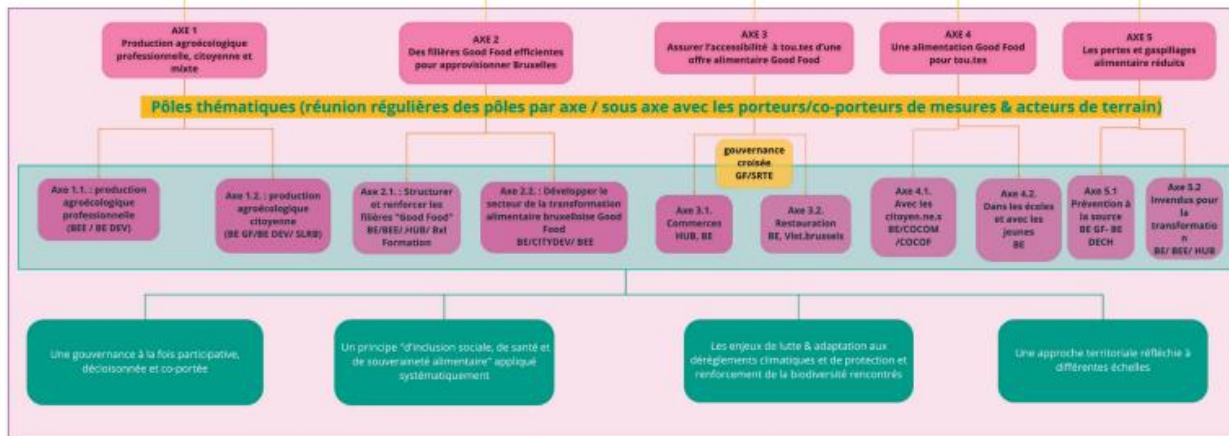 AXE 1
Production agroécologique
professionnelle, citoyenne et
mixte
AXE 2
Des filières Good Food efficientes
pour approvisionner Bruxelles
AXE 3
Assurer l'accessibilité à tou.tes d'une
offre alimentaire Good Food
AXE 4
Une alimentation Good Food
pour tou.tes
AXE 5
Les pertes et gaspillages
alimentaire réduits
Pôles thématiques (réunion régulières des pôles par axe / sous axe avec les porteurs/co-porteurs de mesures & acteurs de terrain)
gouvernance
croisée
GF/SRTE
Axe 1.1. : production
agroécologique
professionnelle
(BEE / BE DEV)
Axe 1.2. : production
agroécologique
citoyenne
(BE GF/BE DEV/ SLRB)
Axe 2.1. : Structurer
et renforcer les
filières "Good Food"
BE/BEE/ HUB/ Bxl
Formation
Axe 2.2. : Développer le
secteur de la transformation
alimentaire bruxelloise Good
Food
BE/CITYDEV/ BEE
Axe 3.1.
Commerces
HUB, BE
Axe 3.2.
Restauration
BE, Vist.brussels
Axe 4.1.
Avec les
citoyen.ne.s
BE/COCOM
/COCOF
Axe 4.2.
Dans les écoles
et avec les
jeunes
BE
Axe 5.1
Prévention à
la source
BE GF- BE
DECH
Axe 5.2
Invendus pour
la
transformatio
n
BE/ BEE/ HUB
Une gouvernance à la fois participative,
décloisonnée et co-portée
Un principe "d'inclusion sociale, de santé et
de souveraineté alimentaire" appliqué
systématiquement
Les enjeux de lutte & adaptation aux
dérèglements climatiques et de protection et
renforcement de la biodiversité rencontrés
Une approche territoriale réfléchie à
différentes échelles